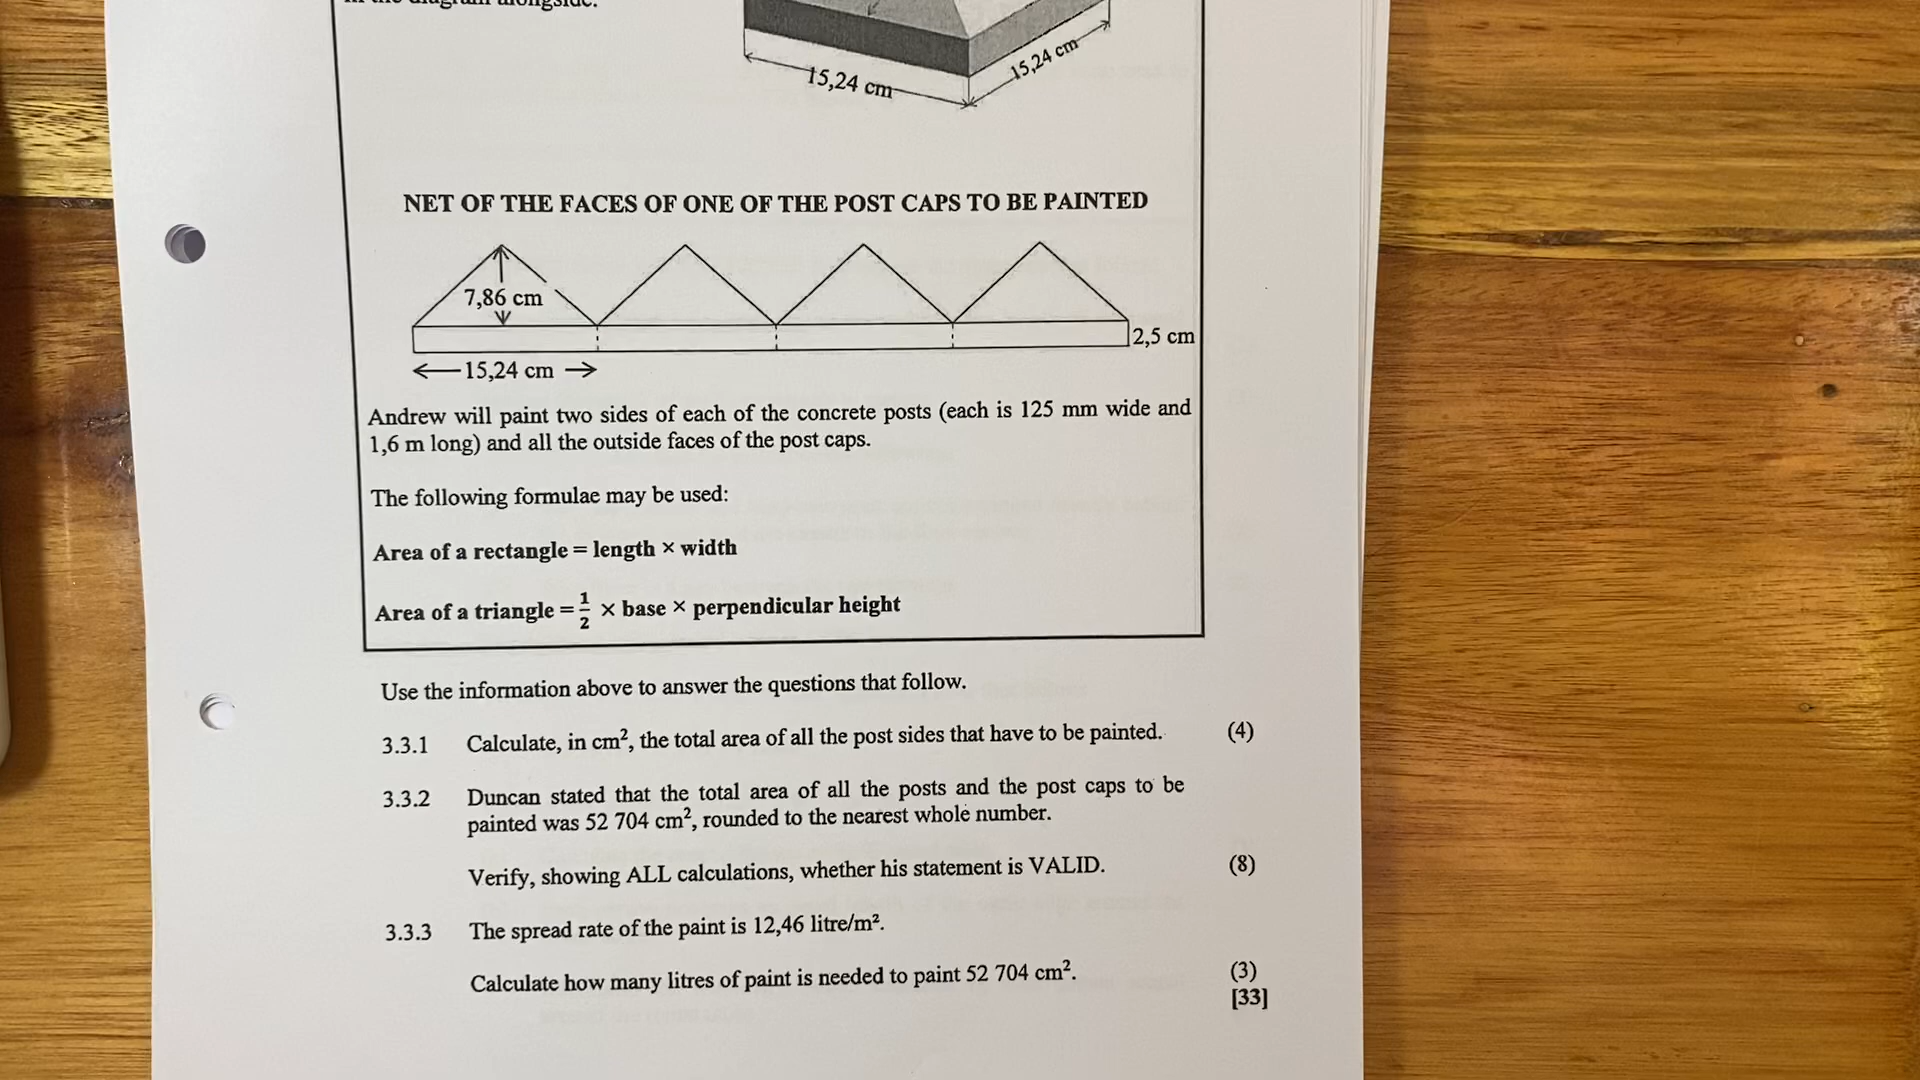 in the diagram alongside.
15,24 cm
15,24 cm
NET OF THE FACES OF ONE OF THE POST CAPS TO BE PAINTED
7,86 cm
2,5 cm
15,24 cm
Andrew will paint two sides of each of the concrete posts (each is 125 mm wide and
1,6 m long) and all the outside faces of the post caps.
The following formulae may be used:
Area of a rectangle = length × width
Area of a triangle = 1/2 × base × perpendicular height
Use the information above to answer the questions that follow.
3.3.1 Calculate, in cm², the total area of all the post sides that have to be painted. (4)
3.3.2 Duncan stated that the total area of all the posts and the post caps to be
painted was 52 704 cm², rounded to the nearest whole number.
Verify, showing ALL calculations, whether his statement is VALID. (8)
3.3.3 The spread rate of the paint is 12,46 litre/m².
Calculate how many litres of paint is needed to paint 52 704 cm². (3)
[33]